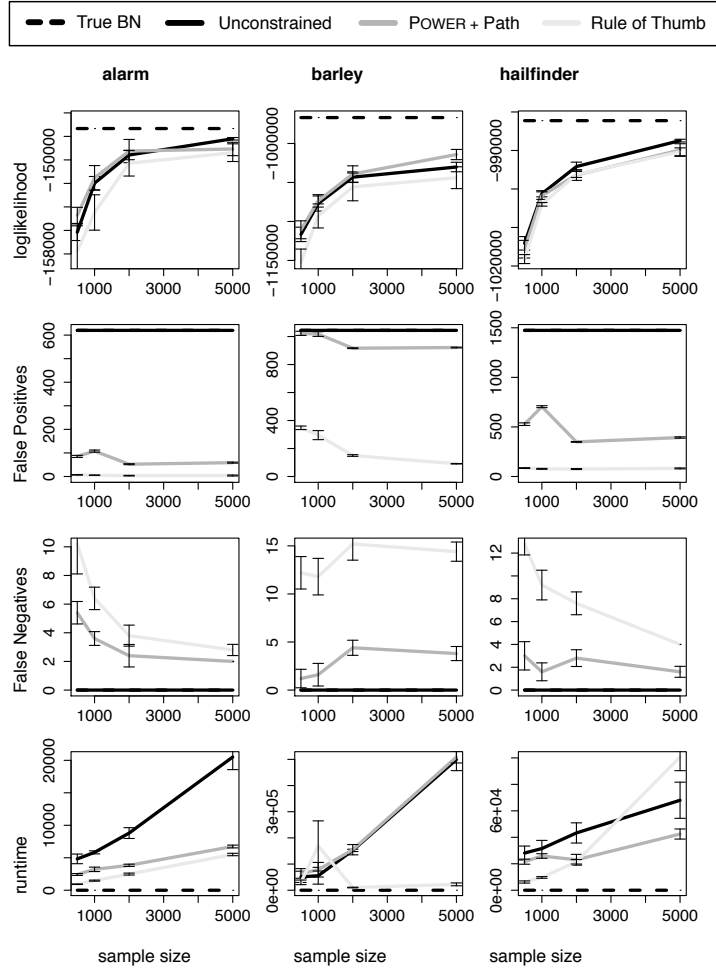 True BN Unconstrained POWER + Path Rule of Thumb
alarm barley hailfinder
loglikelihood
−158000 −150000
1000 3000 5000
−1150000 −1000000
1000 3000 5000
−1020000 −990000
1000 3000 5000
False Positives
0 100 200 400 600
1000 3000 5000
0 400 800
1000 3000 5000
0 500 1000 1500
1000 3000 5000
False Negatives
0 2 4 6 8 10
1000 3000 5000
0 5 10 15
1000 3000 5000
0 2 4 6 8 12
1000 3000 5000
runtime
0 10000 20000
1000 3000 5000
0e+00 3e+05
1000 3000 5000
0e+00 6e+04
1000 3000 5000
sample size sample size sample size